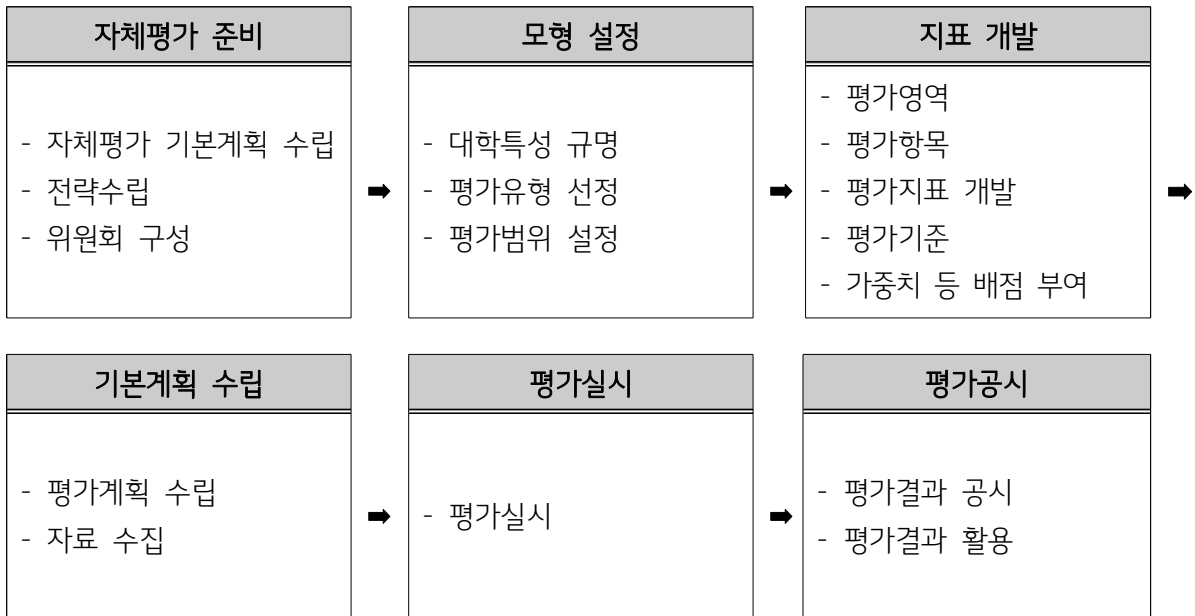 자체평가 준비
- 자체평가 기본계획 수립
- 전략수립
- 위원회 구성
➡
모형 설정
- 대학특성 규명
- 평가유형 선정
- 평가범위 설정
➡
지표 개발
- 평가영역
- 평가항목
- 평가지표 개발
- 평가기준
- 가중치 등 배점 부여
➡
기본계획 수립
- 평가계획 수립
- 자료 수집
➡
평가실시
- 평가실시
➡
평가공시
- 평가결과 공시
- 평가결과 활용